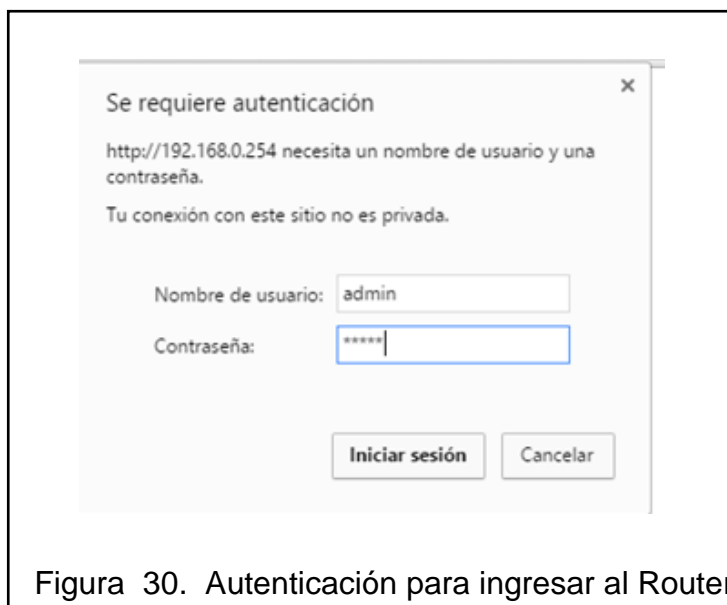 Se requiere autenticación
×
http://192.168.0.254 necesita un nombre de usuario y una
contraseña.
Tu conexión con este sitio no es privada.
Nombre de usuario: admin
Contraseña: *****
Iniciar sesión Cancelar
Figura 30. Autenticación para ingresar al Router